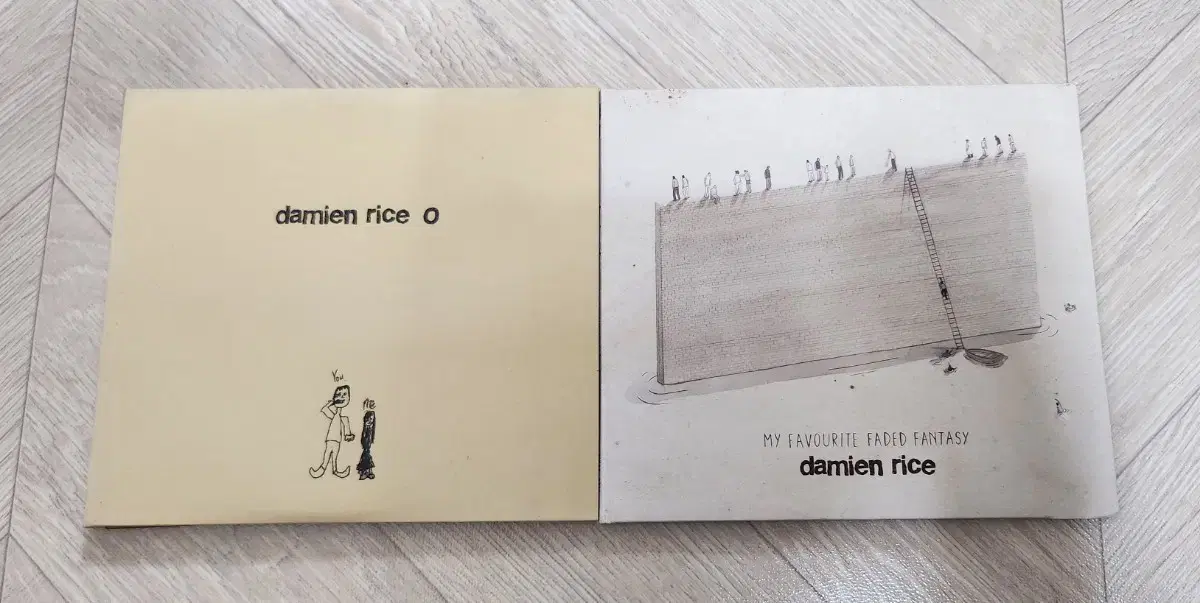 damien rice O
You
ME
MY FAVOURITE FADED FANTASY
damien rice